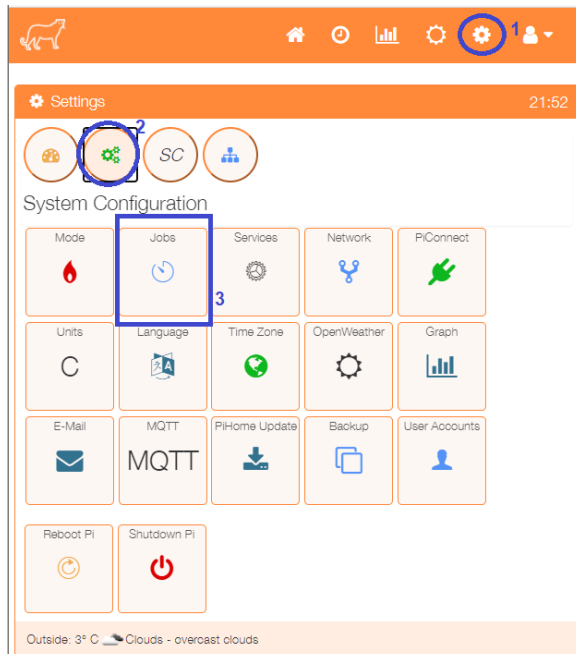 1
Settings 21:52
2
SC
System Configuration
Mode Jobs Services Network PiConnect
3
Units Language Time Zone OpenWeather Graph
C
E-Mail MQTT PiHome Update Backup User Accounts
MQTT
Reboot Pi Shutdown Pi
Outside: 3° C Clouds - overcast clouds